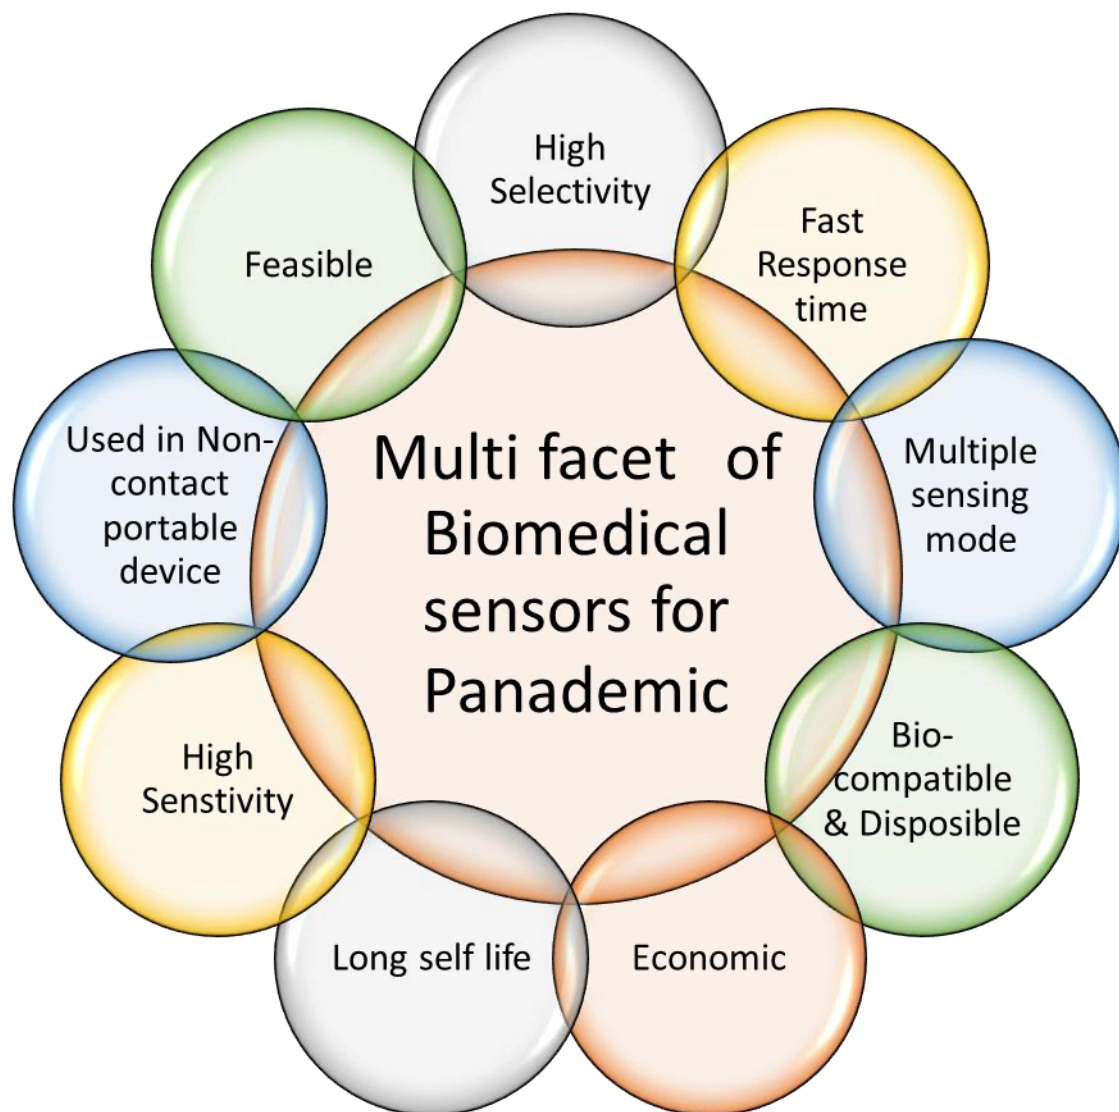 High
Selectivity
Fast
Response
time
Multiple
sensing
mode
Bio-
compatible
& Disposible
Economic
Long self life
High
Senstivity
Used in Non-
contact
portable
device
Feasible
Multi facet of
Biomedical
sensors for
Panademic